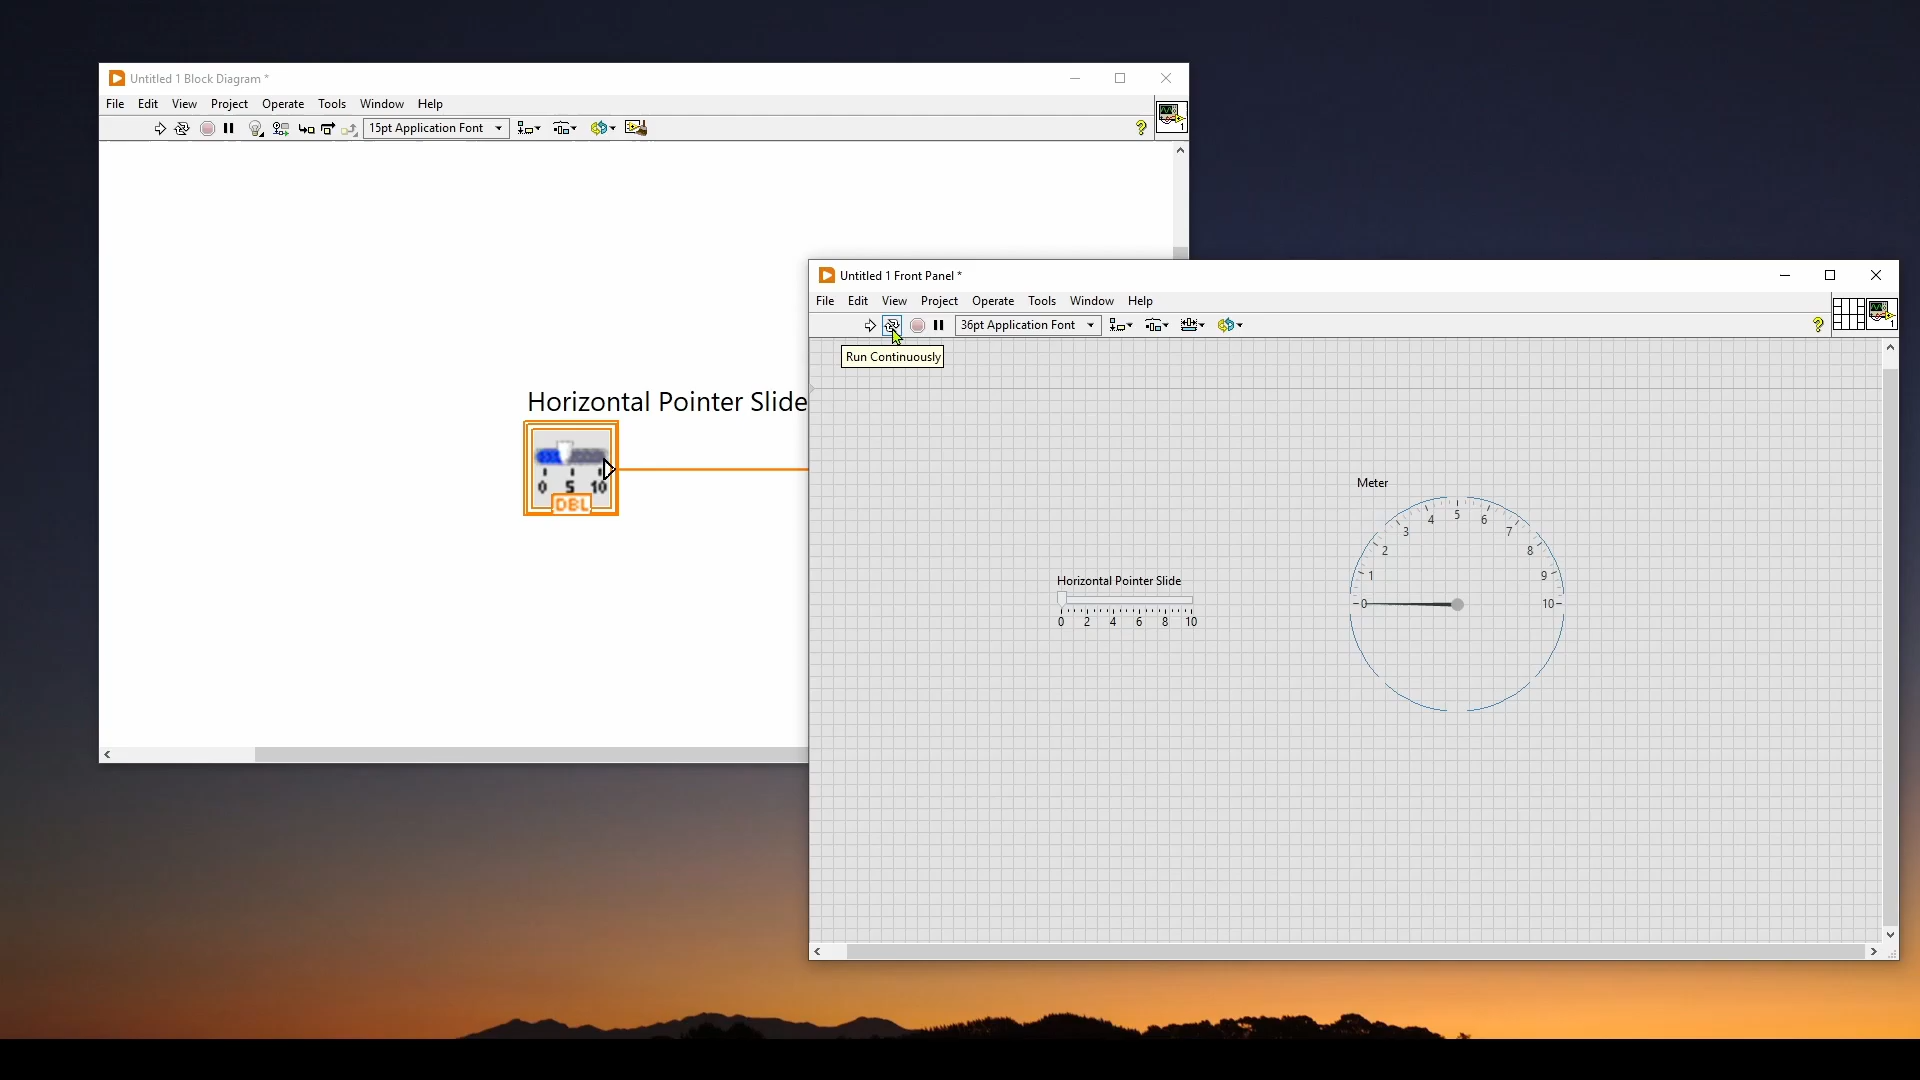 Untitled 1 Block Diagram *
File Edit View Project Operate Tools Window Help
15pt Application Font
?
1
Horizontal Pointer Slide
0 5 10
DBL
Untitled 1 Front Panel *
File Edit View Project Operate Tools Window Help
36pt Application Font
?
1
Run Continuously
Meter
0 1 2 3 4 5 6 7 8 9 10
Horizontal Pointer Slide
0 2 4 6 8 10